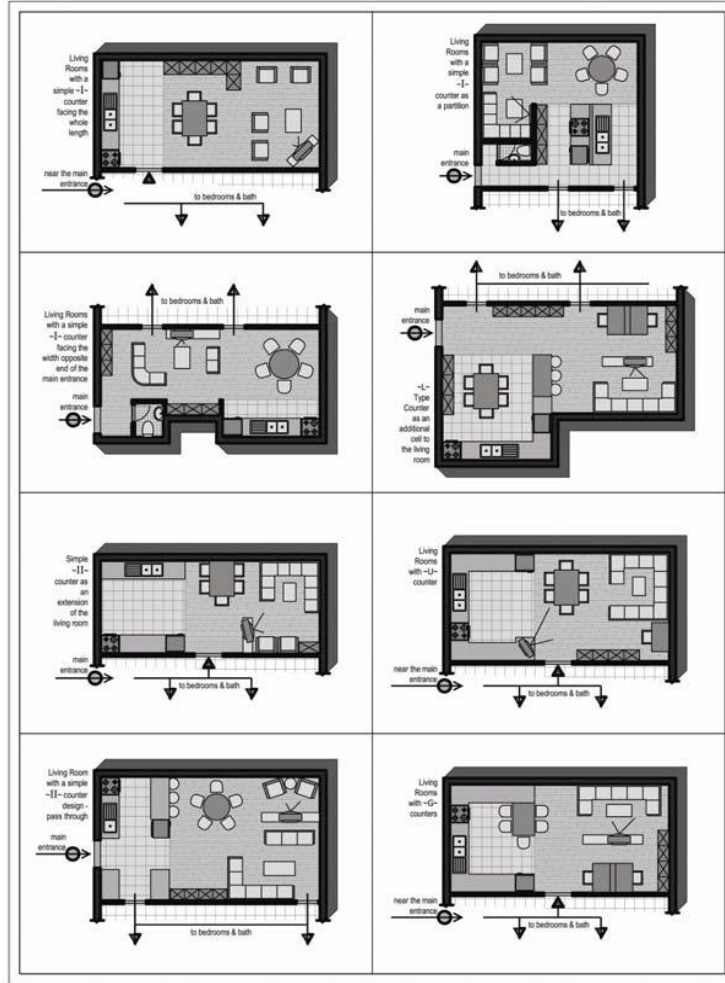 Living
Rooms
with a
simple ~I~
counter
facing the
whole
length
near the main
entrance
to bedrooms & bath
Living
Rooms
with a
simple
~I~
counter as
a partition
main
entrance
to bedrooms & bath
to bedrooms & bath
Living Rooms
with a simple
~I~ counter
facing the
width opposite
end of the
main entrance
main
entrance
to bedrooms & bath
main
entrance
~L~
Type
Counter
as an
additional
cell to
the living
room
Simple
~II~
counter as
an
extension
of the
living room
main
entrance
to bedrooms & bath
Living
Rooms
with ~U~
counter
near the main
entrance
to bedrooms & bath
Living Room
with a simple
~II~ counter
design -
pass through
main
entrance
to bedrooms & bath
Living
Rooms
with ~G~
counters
near the main
entrance
to bedrooms & bath